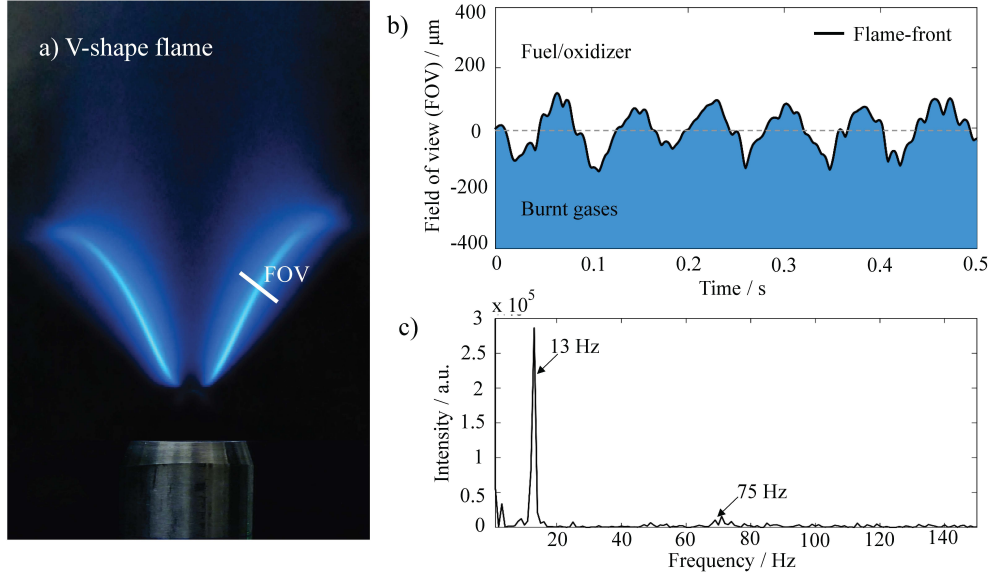 a) V-shape flame
FOV
b)
Field of view (FOV) / μm
400
200
0
-200
-400
Fuel/oxidizer
Flame-front
Burnt gases
0 0.1 0.2 0.3 0.4 0.5
Time / s
c)
x 10^5
Intensity / a.u.
3
2.5
2
1.5
1
0.5
0
13 Hz
75 Hz
20 40 60 80 100 120 140
Frequency / Hz